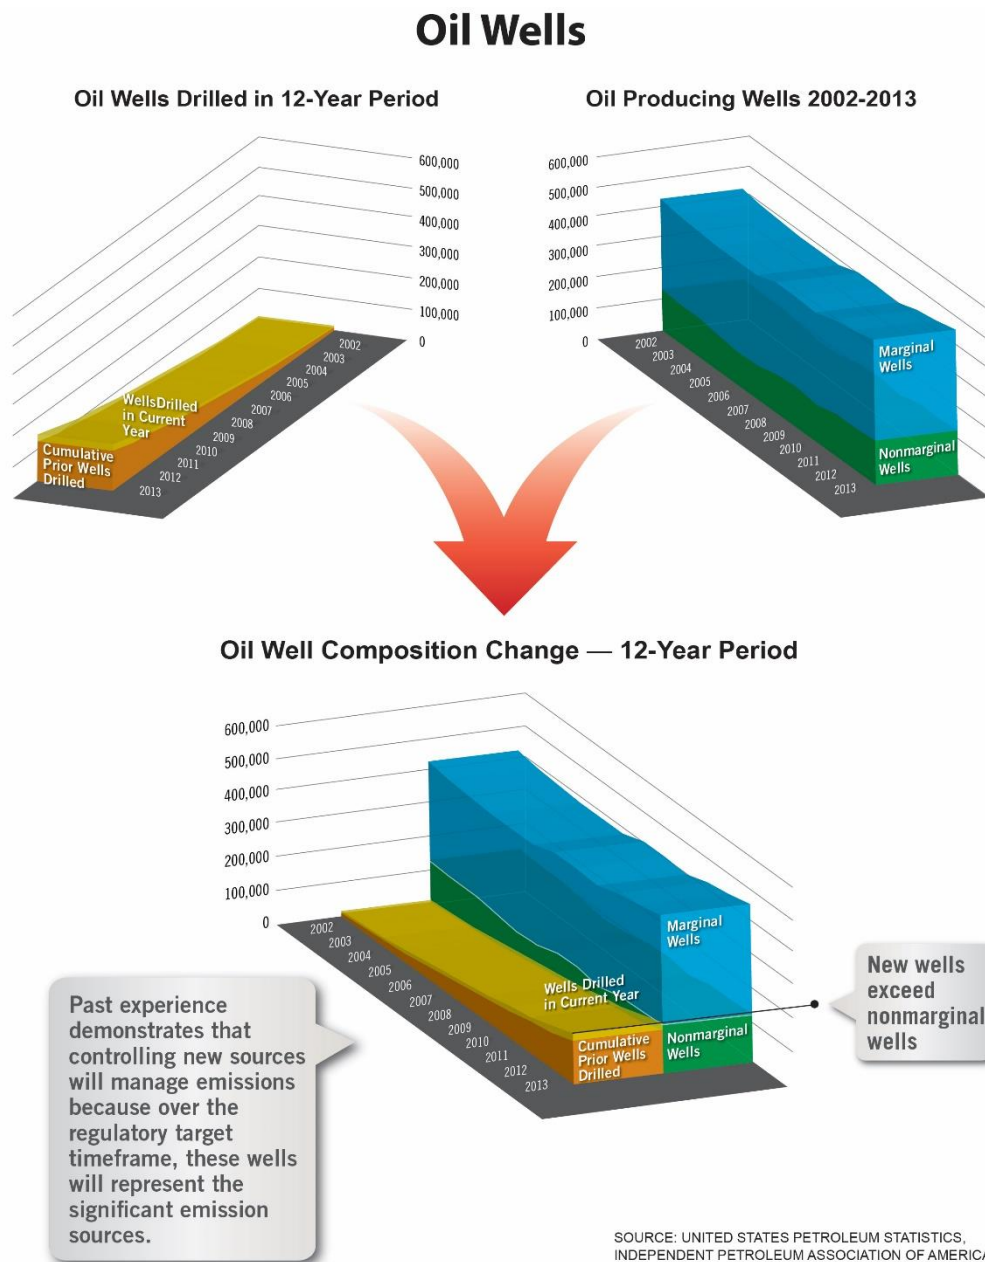 Oil Wells
Oil Wells Drilled in 12-Year Period
600,000
500,000
400,000
300,000
200,000
100,000
0
2002
2003
2004
2005
2006
2007
2008
2009
2010
2011
2012
2013
WellsDrilled
in Current
Year
Cumulative
Prior Wells
Drilled
Oil Producing Wells 2002-2013
600,000
500,000
400,000
300,000
200,000
100,000
0
2002
2003
2004
2005
2006
2007
2008
2009
2010
2011
2012
2013
Marginal
Wells
Nonmarginal
Wells
Oil Well Composition Change — 12-Year Period
600,000
500,000
400,000
300,000
200,000
100,000
0
2002
2003
2004
2005
2006
2007
2008
2009
2010
2011
2012
2013
Marginal
Wells
Wells Drilled
in Current Year
Cumulative
Prior Wells
Drilled
Nonmarginal
Wells
New wells
exceed
nonmarginal
wells
Past experience
demonstrates that
controlling new sources
will manage emissions
because over the
regulatory target
timeframe, these wells
will represent the
significant emission
sources.
SOURCE: UNITED STATES PETROLEUM STATISTICS,
INDEPENDENT PETROLEUM ASSOCIATION OF AMERICA